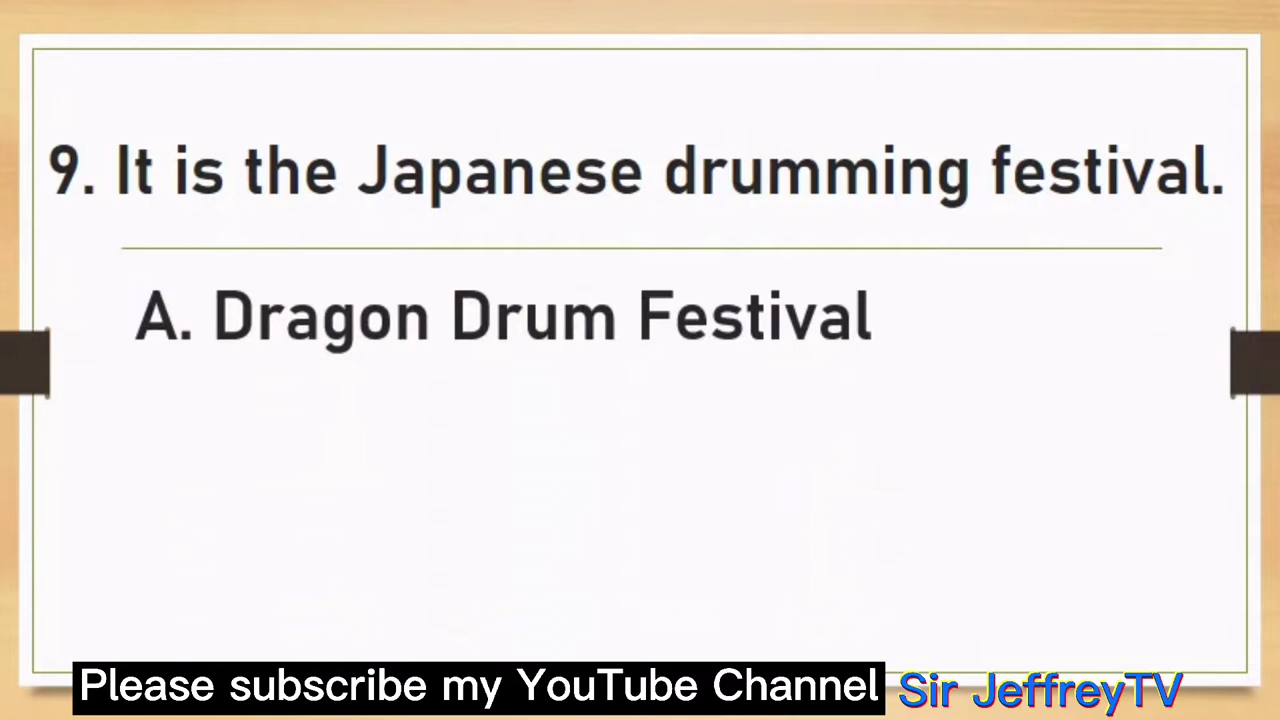 9. It is the Japanese drumming festival.
A. Dragon Drum Festival
Please subscribe my YouTube Channel Sir JeffreyTV